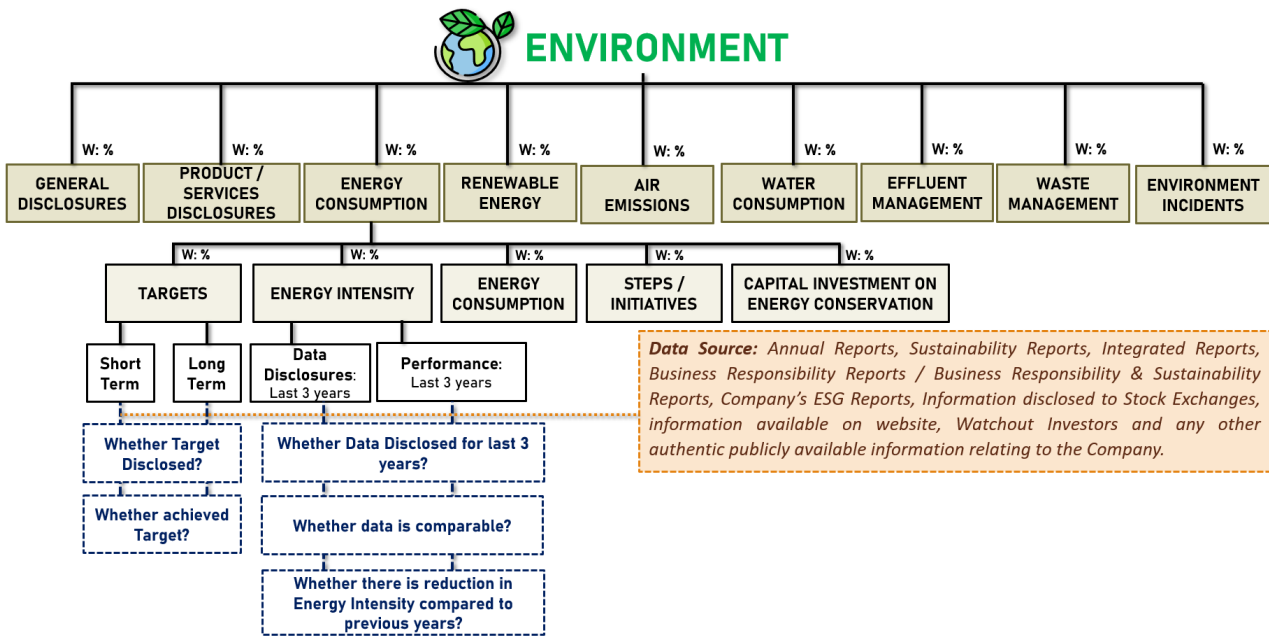 ENVIRONMENT
W: %
W: %
W: %
W: %
W: %
W: %
W: %
W: %
W: %
GENERAL
DISCLOSURES
PRODUCT /
SERVICES
DISCLOSURES
ENERGY
CONSUMPTION
RENEWABLE
ENERGY
AIR
EMISSIONS
WATER
CONSUMPTION
EFFLUENT
MANAGEMENT
WASTE
MANAGEMENT
ENVIRONMENT
INCIDENTS
W: %
W: %
W: %
W: %
W: %
TARGETS
ENERGY INTENSITY
ENERGY
CONSUMPTION
STEPS /
INITIATIVES
CAPITAL INVESTMENT ON
ENERGY CONSERVATION
Short
Term
Long
Term
Data
Disclosures:
Last 3 years
Performance:
Last 3 years
Data Source: Annual Reports, Sustainability Reports, Integrated Reports,
Business Responsibility Reports / Business Responsibility & Sustainability
Reports, Company's ESG Reports, Information disclosed to Stock Exchanges,
information available on website, Watchout Investors and any other
authentic publicly available information relating to the Company.
Whether Target
Disclosed?
Whether achieved
Target?
Whether Data Disclosed for last 3
years?
Whether data is comparable?
Whether there is reduction in
Energy Intensity compared to
previous years?